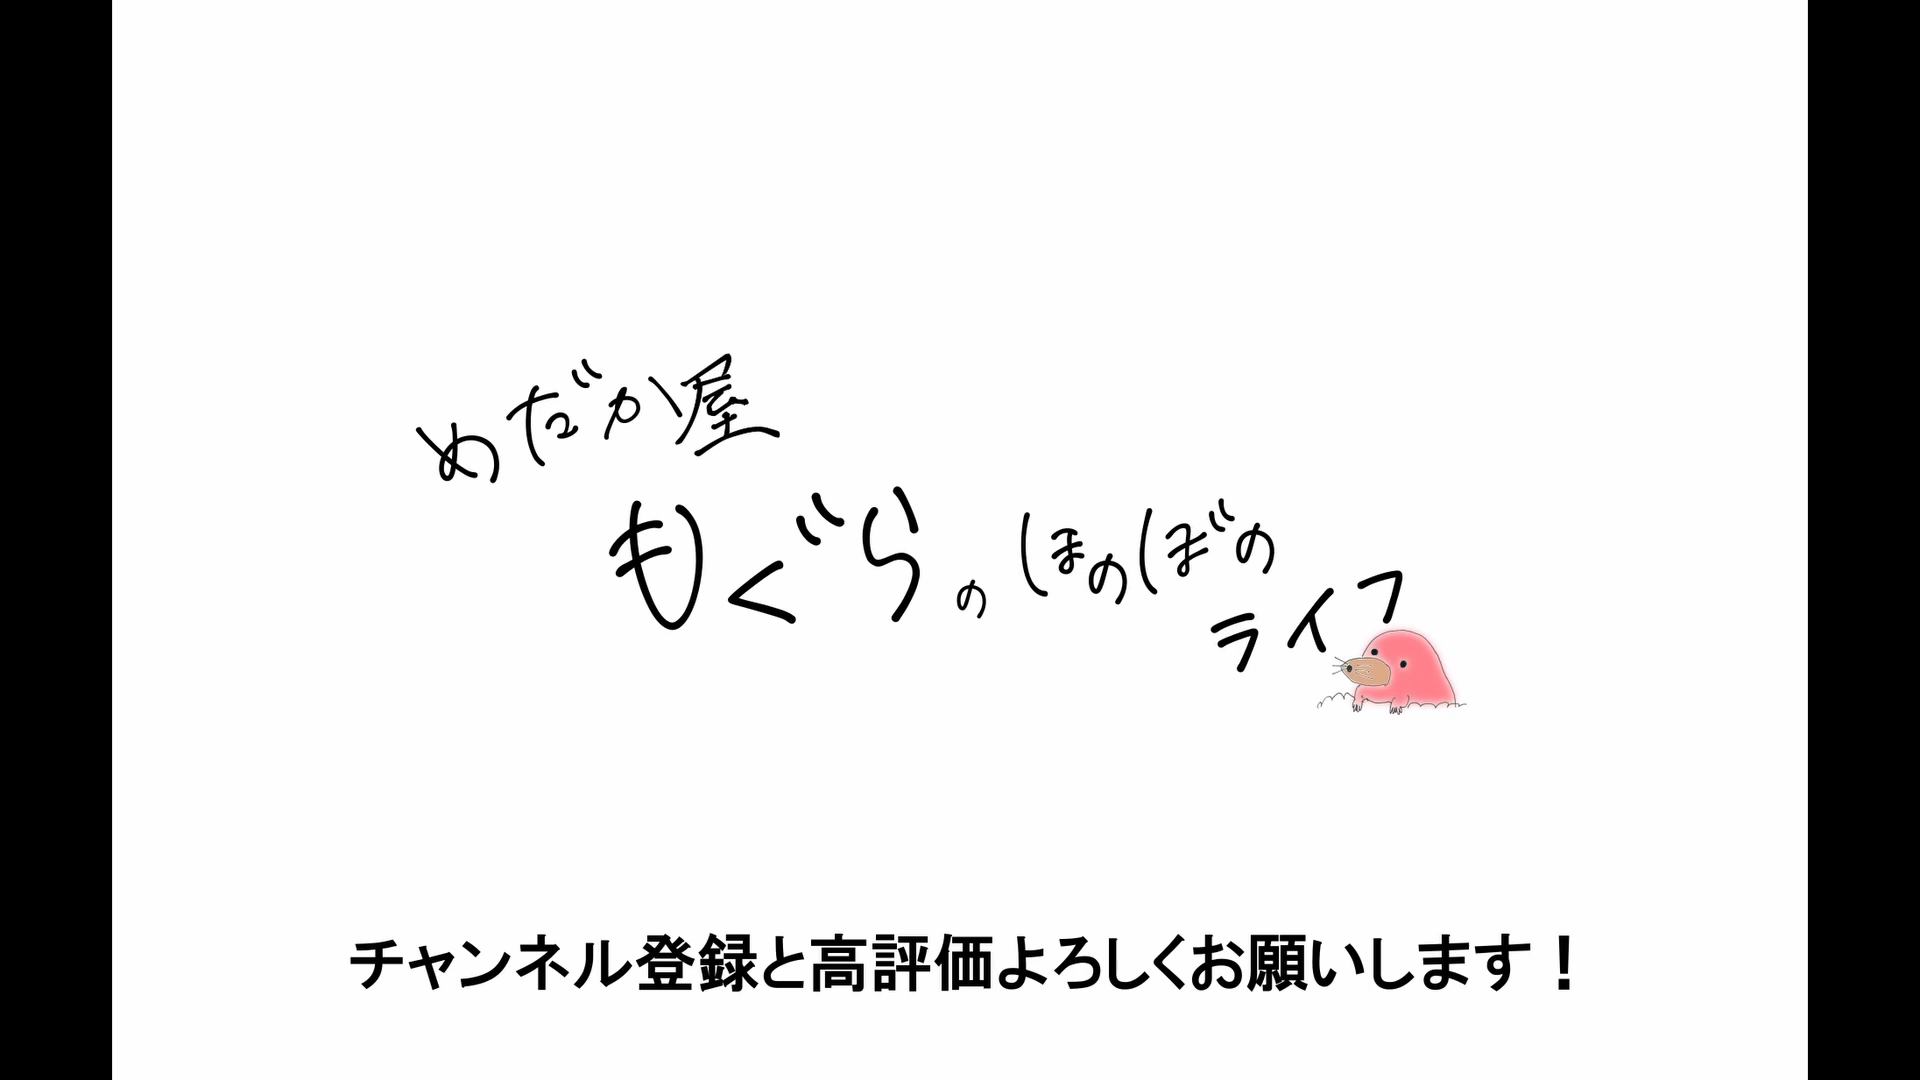 めだか屋
もぐらのほのぼの
ライフ
チャンネル登録と高評価よろしくお願いします！